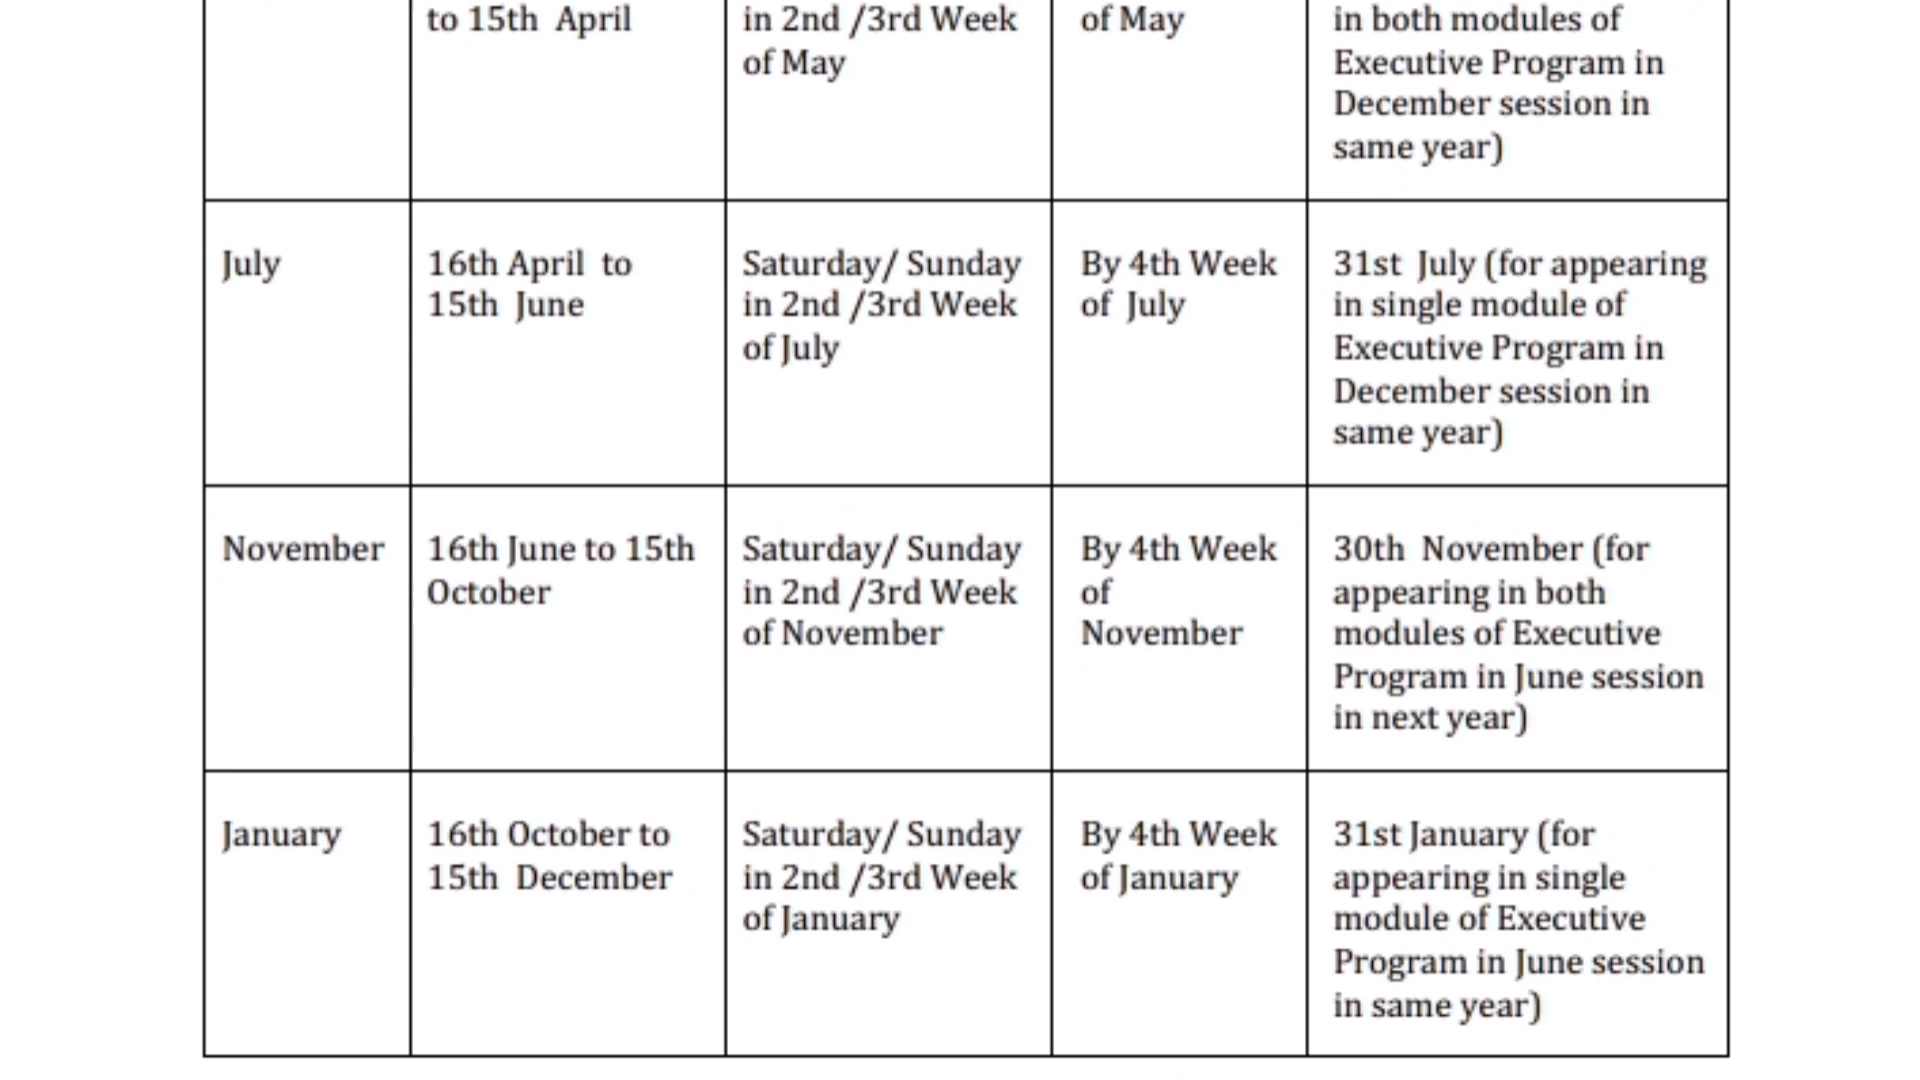 to 15th April
in 2nd /3rd Week
of May
of May
in both modules of
Executive Program in
December session in
same year)
July
16th April to
15th June
Saturday/ Sunday
in 2nd /3rd Week
of July
By 4th Week
of July
31st July (for appearing
in single module of
Executive Program in
December session in
same year)
November
16th June to 15th
October
Saturday/ Sunday
in 2nd /3rd Week
of November
By 4th Week
of
November
30th November (for
appearing in both
modules of Executive
Program in June session
in next year)
January
16th October to
15th December
Saturday/ Sunday
in 2nd /3rd Week
of January
By 4th Week
of January
31st January (for
appearing in single
module of Executive
Program in June session
in same year)